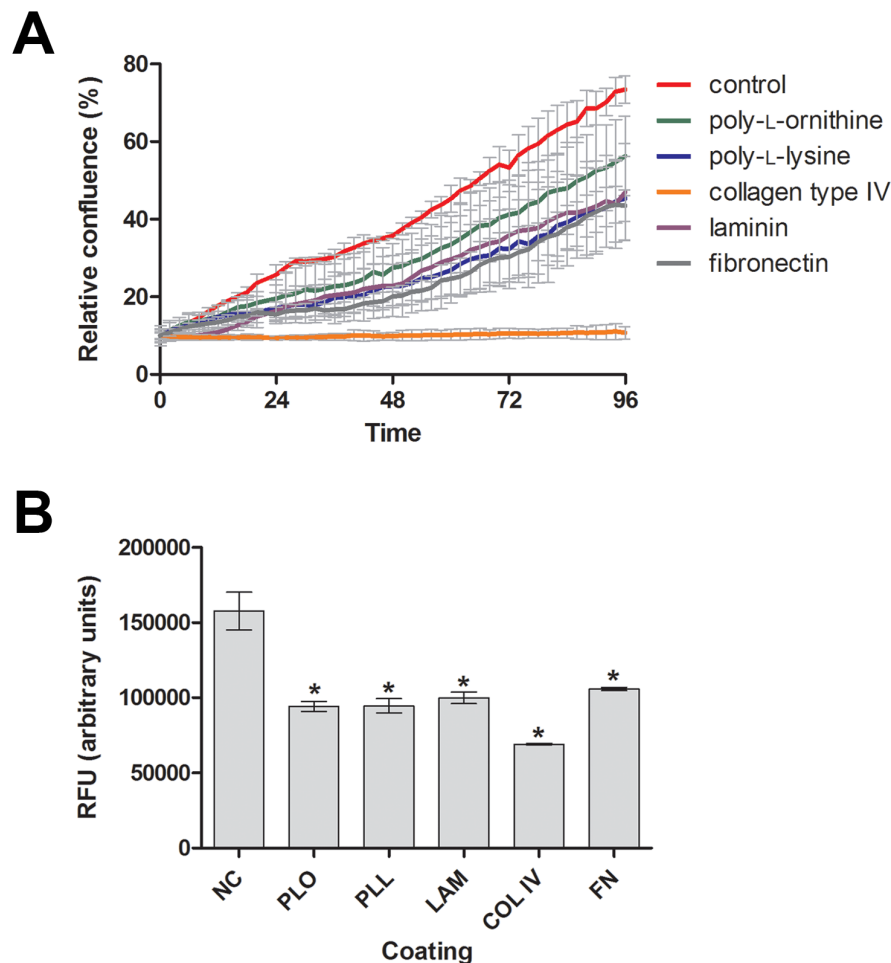 A
Relative confluence (%)
80
60
40
20
0
0 24 48 72 96
Time
control
poly-L-ornithine
poly-L-lysine
collagen type IV
laminin
fibronectin
B
RFU (arbitrary units)
200000
150000
100000
50000
0
* * * * *
NC PLO PLL LAM COL IV FN
Coating